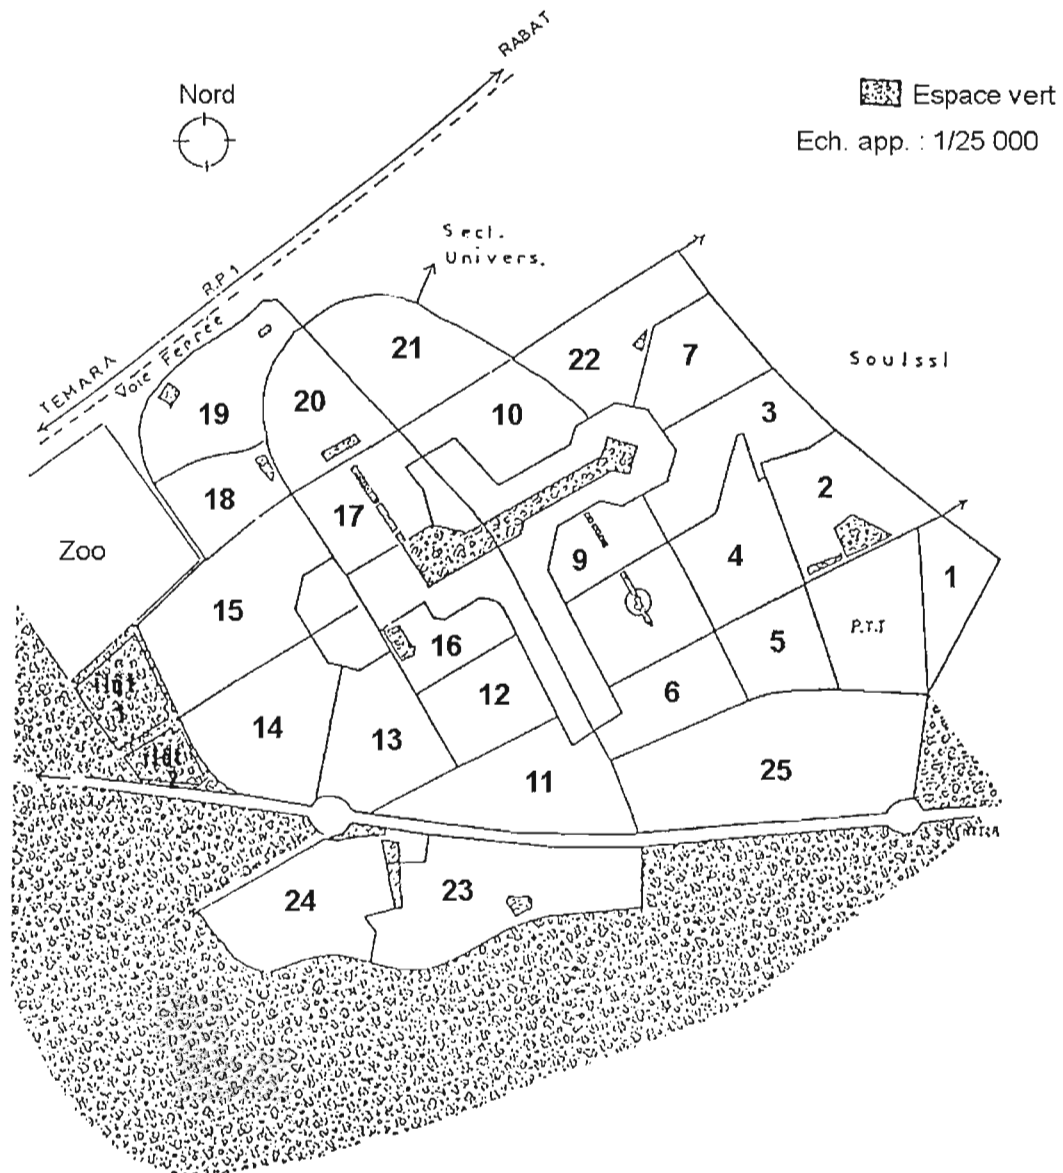 RABAT
Nord
Espace vert
Ech. app. : 1/25 000
Sect.
Univers.
R.P.1
TEMARA
Voie Ferrée
21
22
7
Souissi
19
20
10
3
18
17
2
Zoo
9
4
1
15
16
P.T.T
5
12
6
Ilôt
1
14
13
11
25
ilôt
2
24
23